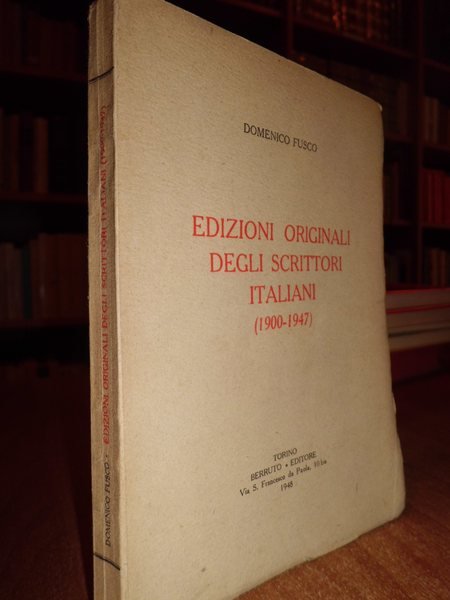 DOMENICO FUSCO
EDIZIONI ORIGINALI
DEGLI SCRITTORI
ITALIANI
(1900-1947)
TORINO
BERRUTO • EDITORE
Via S. Francesco da Paola, 10 bis
1948
DOMENICO FUSCO - EDIZIONI ORIGINALI DEGLI SCRITTORI ITALIANI (1900-1947)